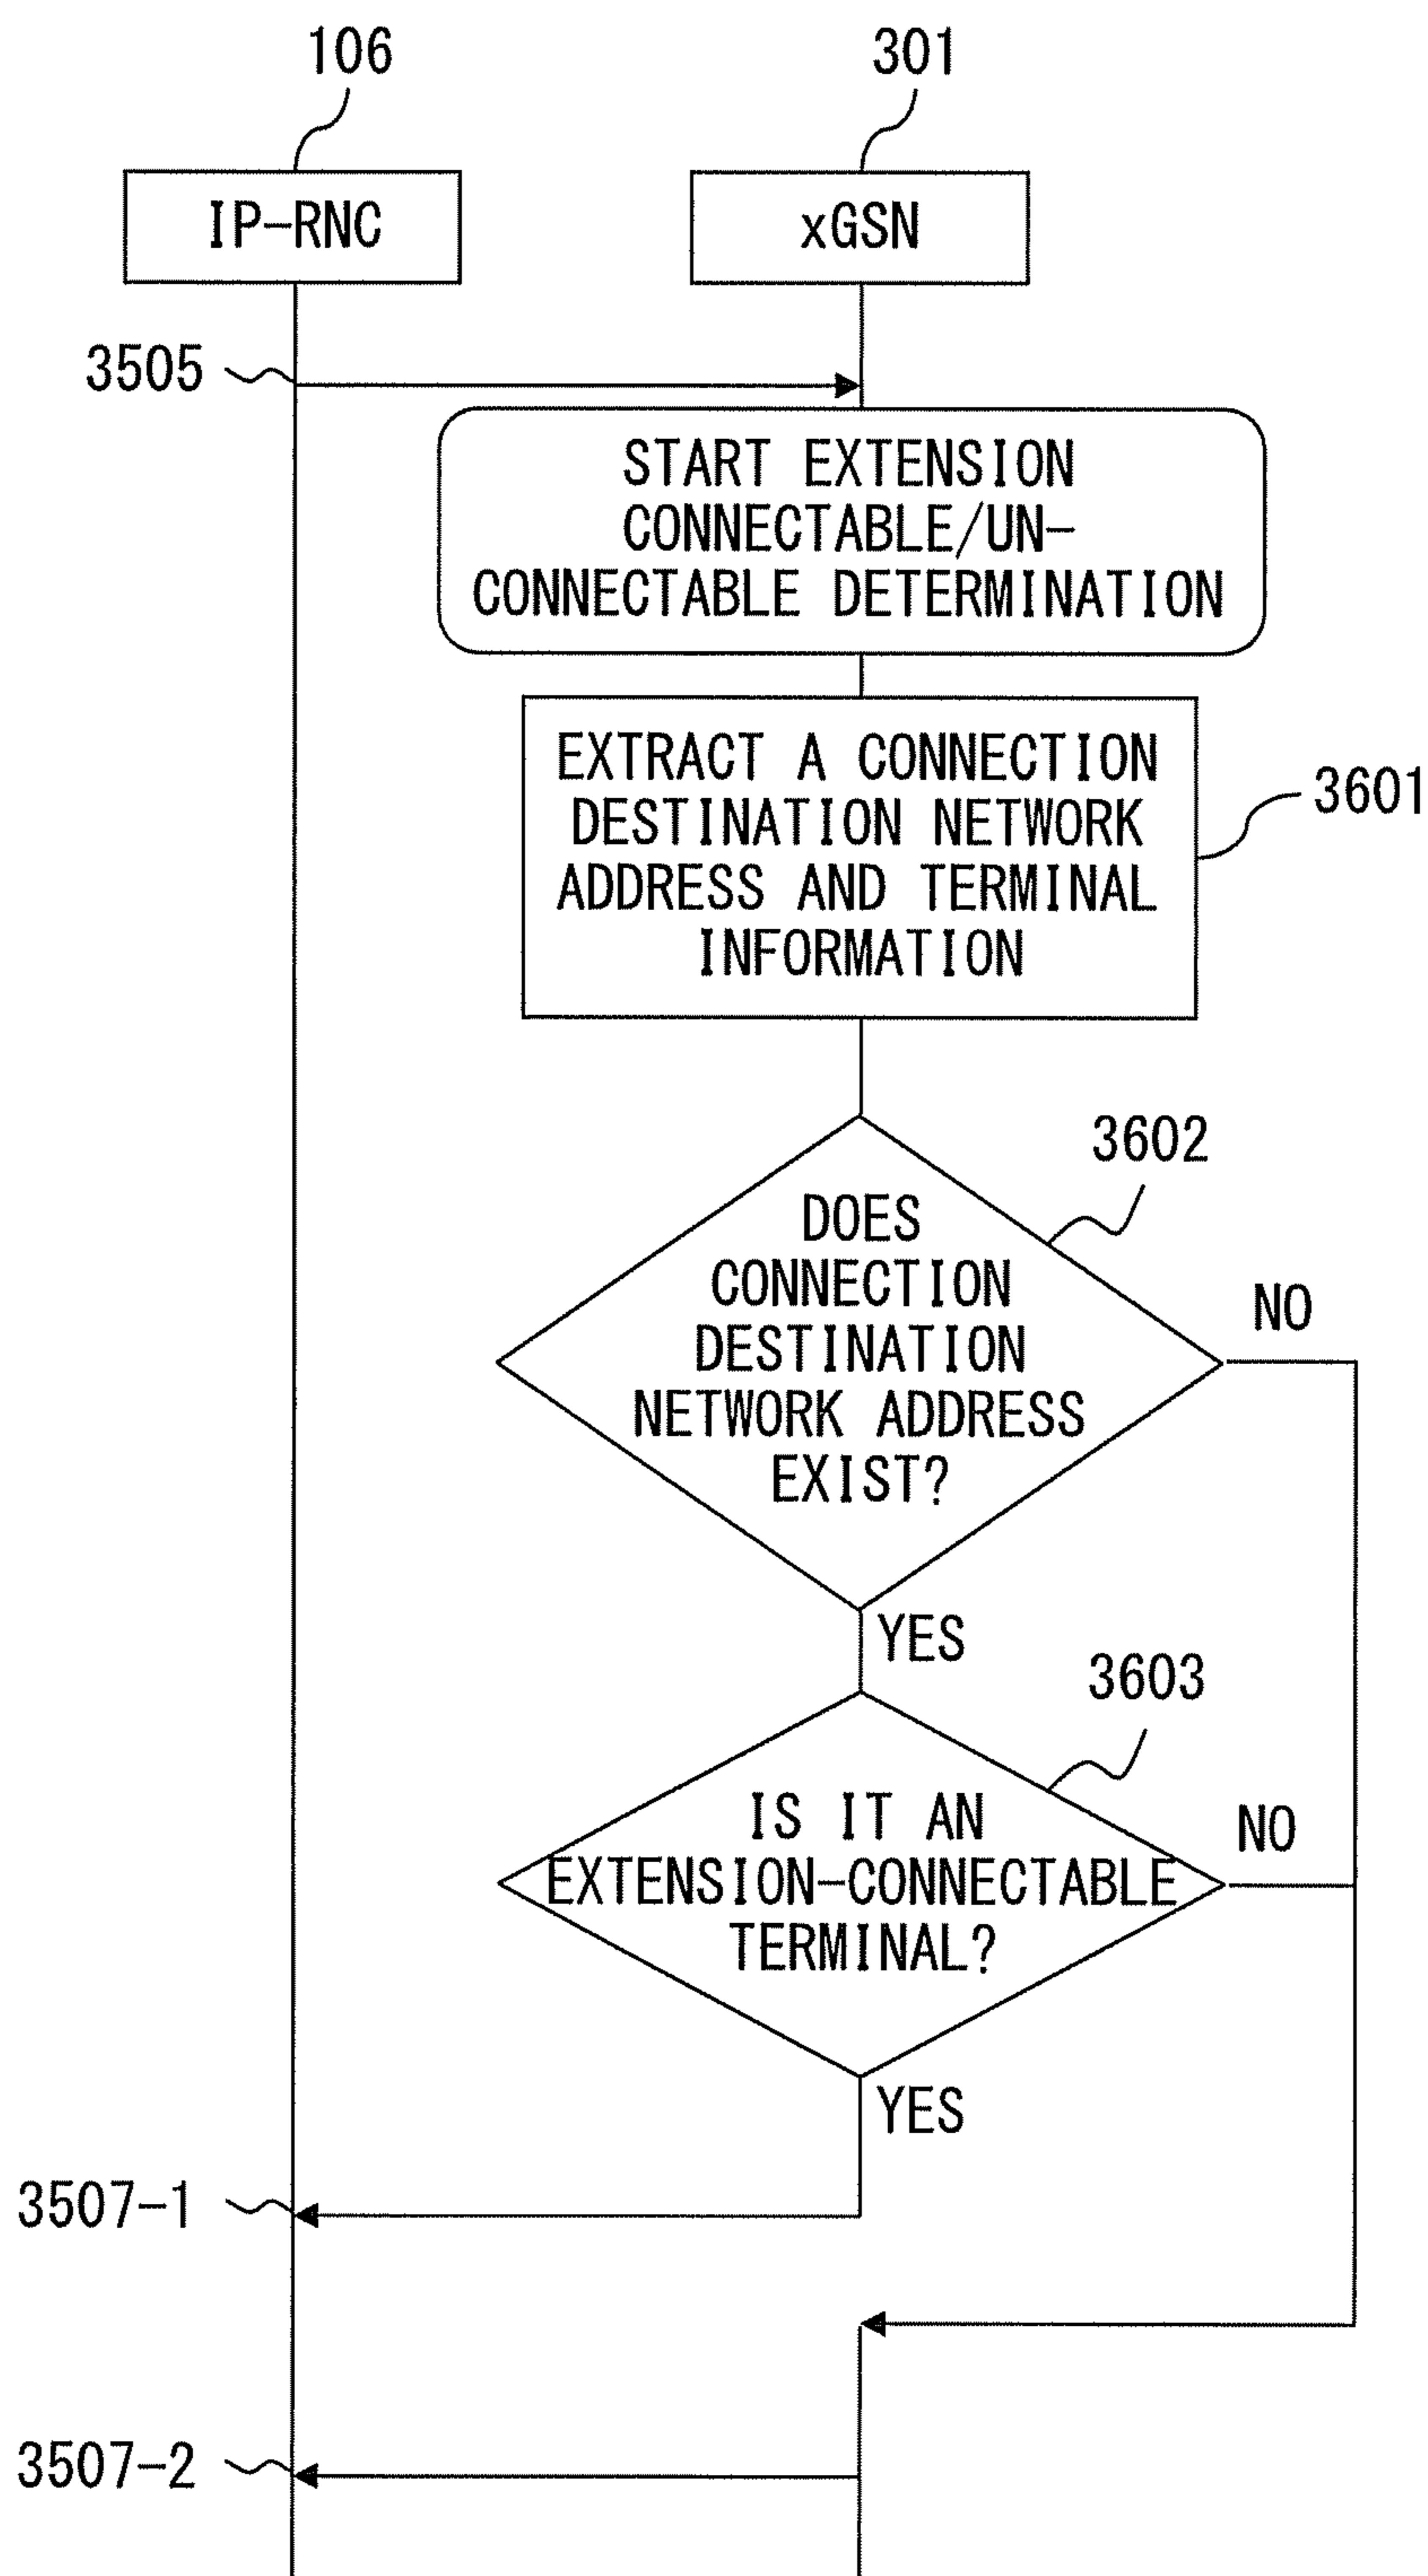 106
301
IP-RNC
xGSN
3505
START EXTENSION
CONNECTABLE/UN-
CONNECTABLE DETERMINATION
EXTRACT A CONNECTION
DESTINATION NETWORK
ADDRESS AND TERMINAL
INFORMATION
3601
3602
DOES
CONNECTION
DESTINATION
NETWORK ADDRESS
EXIST?
NO
YES
3603
IS IT AN
EXTENSION-CONNECTABLE
TERMINAL?
NO
YES
3507-1
3507-2